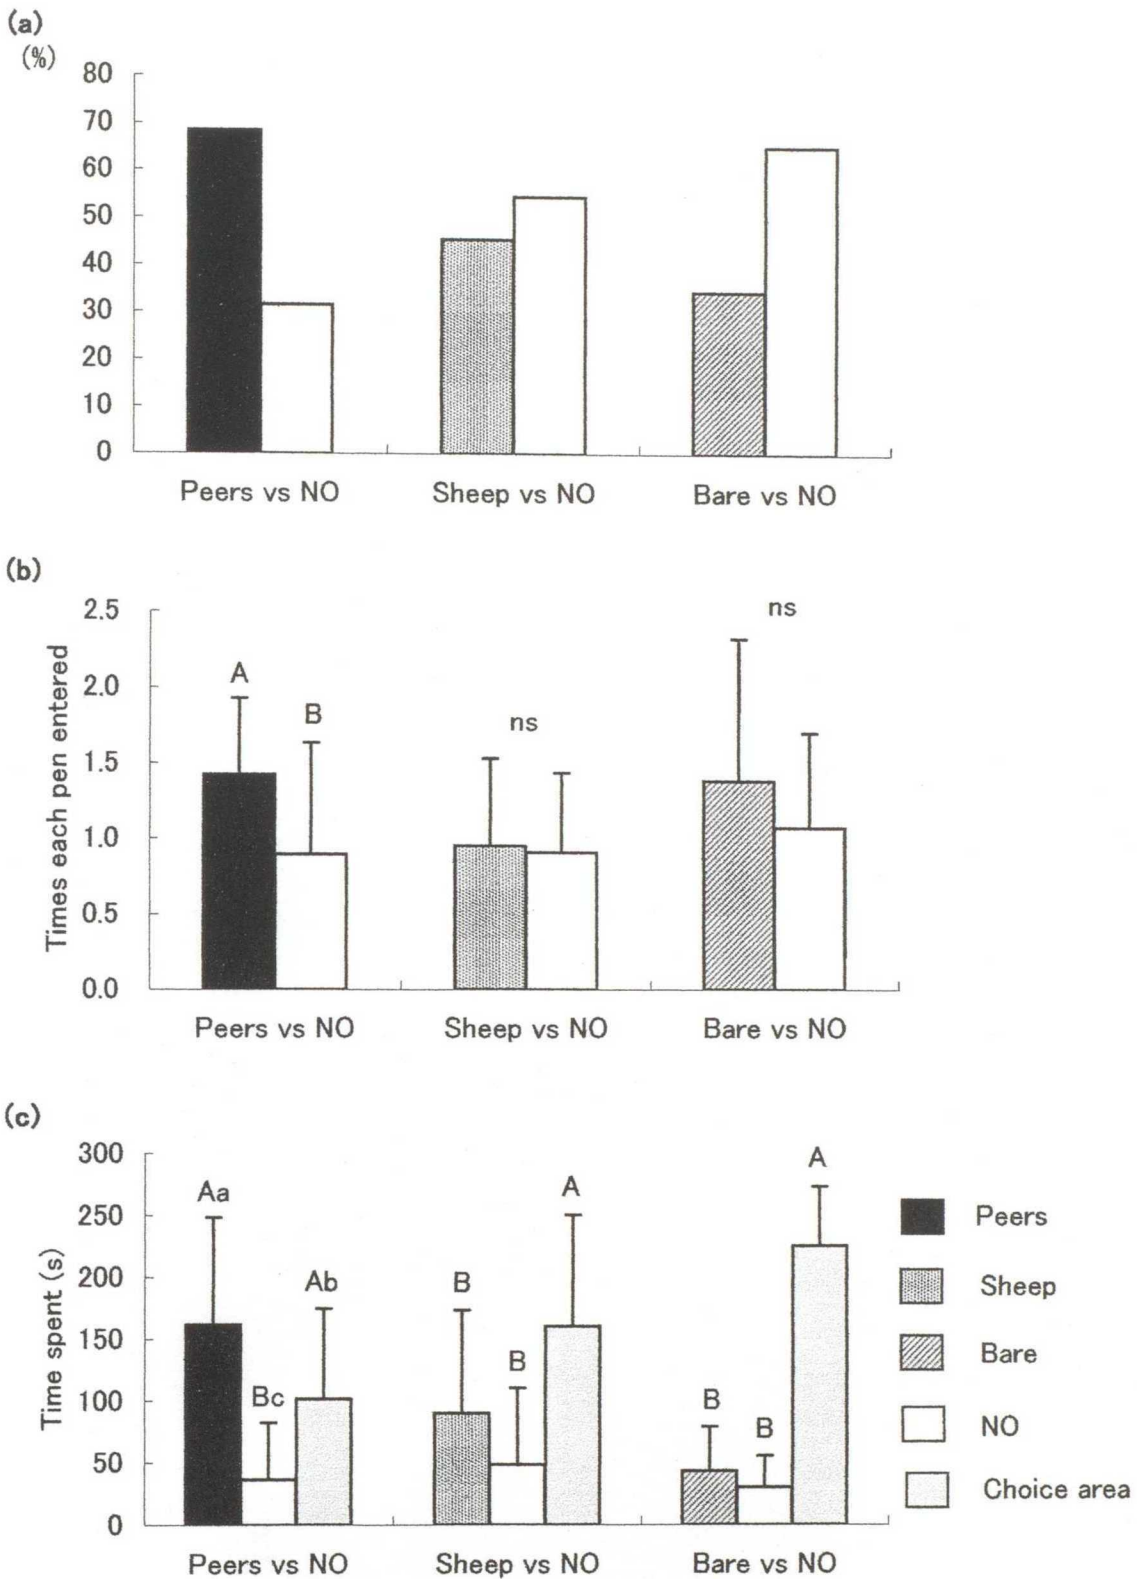 (a)
(%)
80
70
60
50
40
30
20
10
0
Peers vs NO Sheep vs NO Bare vs NO
(b)
Times each pen entered
2.5
2.0
1.5
1.0
0.5
0.0
A
B
ns
ns
Peers vs NO Sheep vs NO Bare vs NO
(c)
Time spent (s)
300
250
200
150
100
50
0
Aa
Bc
Ab
B
B
A
B
B
A
Peers vs NO Sheep vs NO Bare vs NO
Peers
Sheep
Bare
NO
Choice area